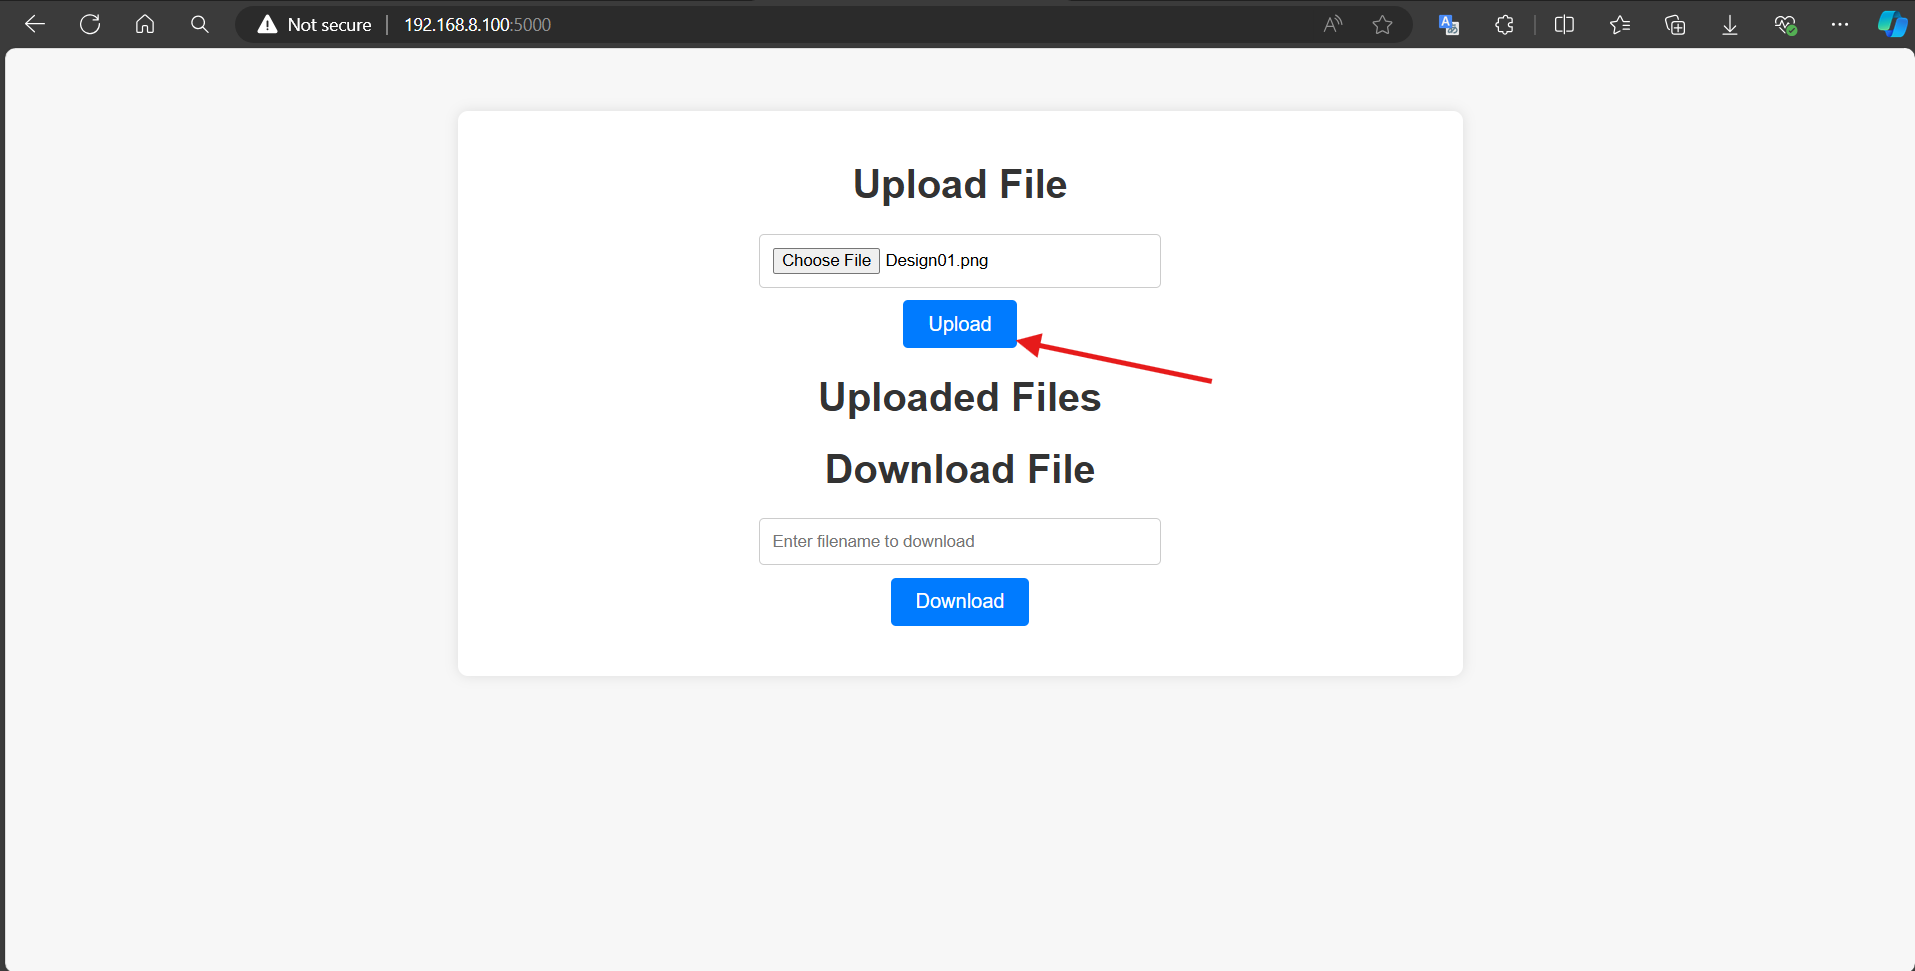 Not secure 192.168.8.100:5000
Upload File
Choose File Design01.png
Upload
Uploaded Files
Download File
Enter filename to download
Download